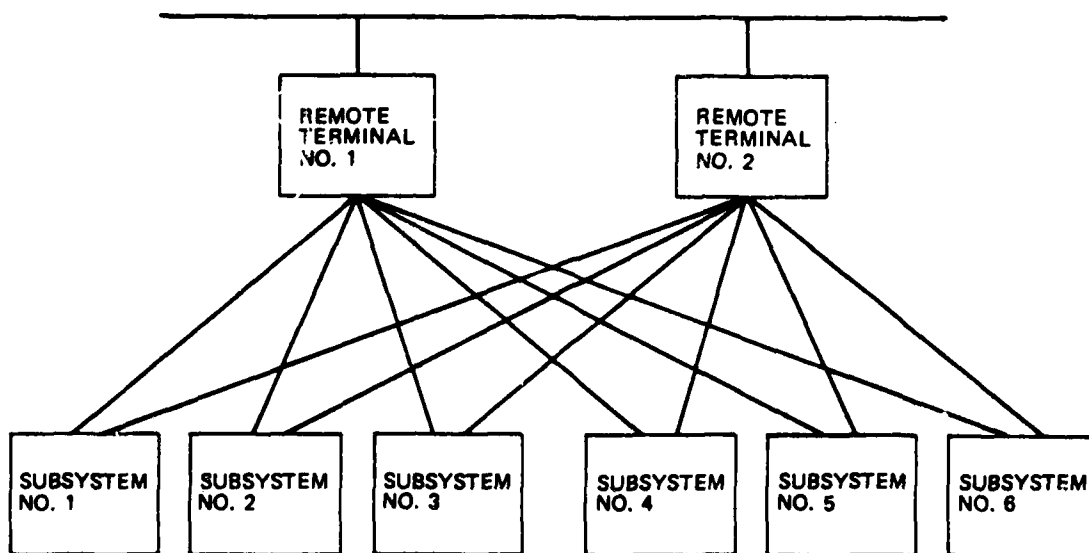 REMOTE
TERMINAL
NO. 1
REMOTE
TERMINAL
NO. 2
SUBSYSTEM
NO. 1
SUBSYSTEM
NO. 2
SUBSYSTEM
NO. 3
SUBSYSTEM
NO. 4
SUBSYSTEM
NO. 5
SUBSYSTEM
NO. 6